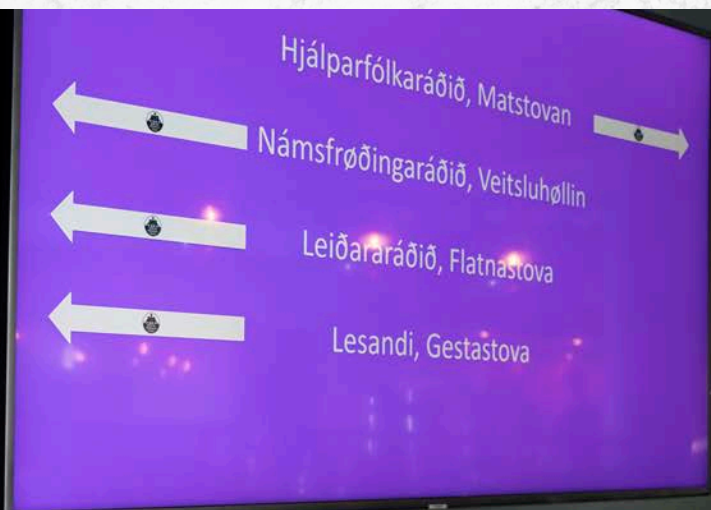 Hjálparfólkaráðið, Matstovan
Námsfrøðingaráðið, Veitsluhøllin
Leiðararáðið, Flatnastova
Lesandi, Gestastova